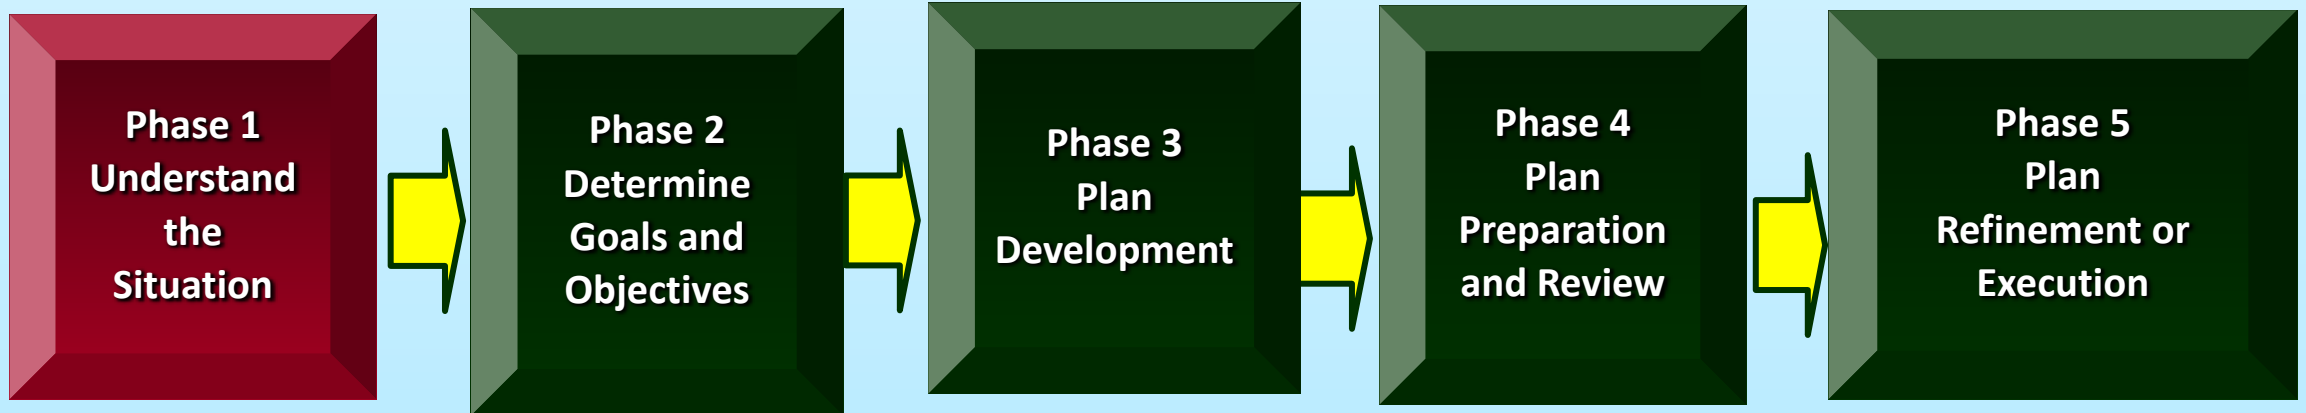 Phase 1
Understand
the
Situation
Phase 2
Determine
Goals and
Objectives
Phase 3
Plan
Development
Phase 4
Plan
Preparation
and Review
Phase 5
Plan
Refinement or
Execution